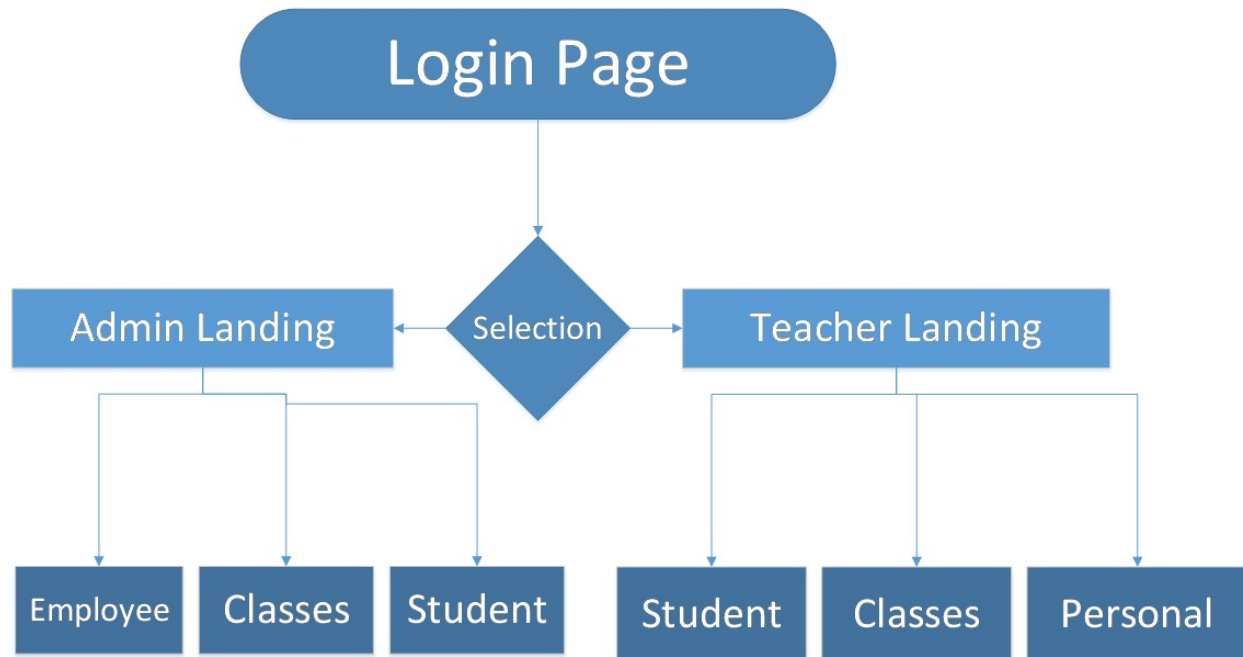 Login Page
Admin Landing
Selection
Teacher Landing
Employee
Classes
Student
Student
Classes
Personal